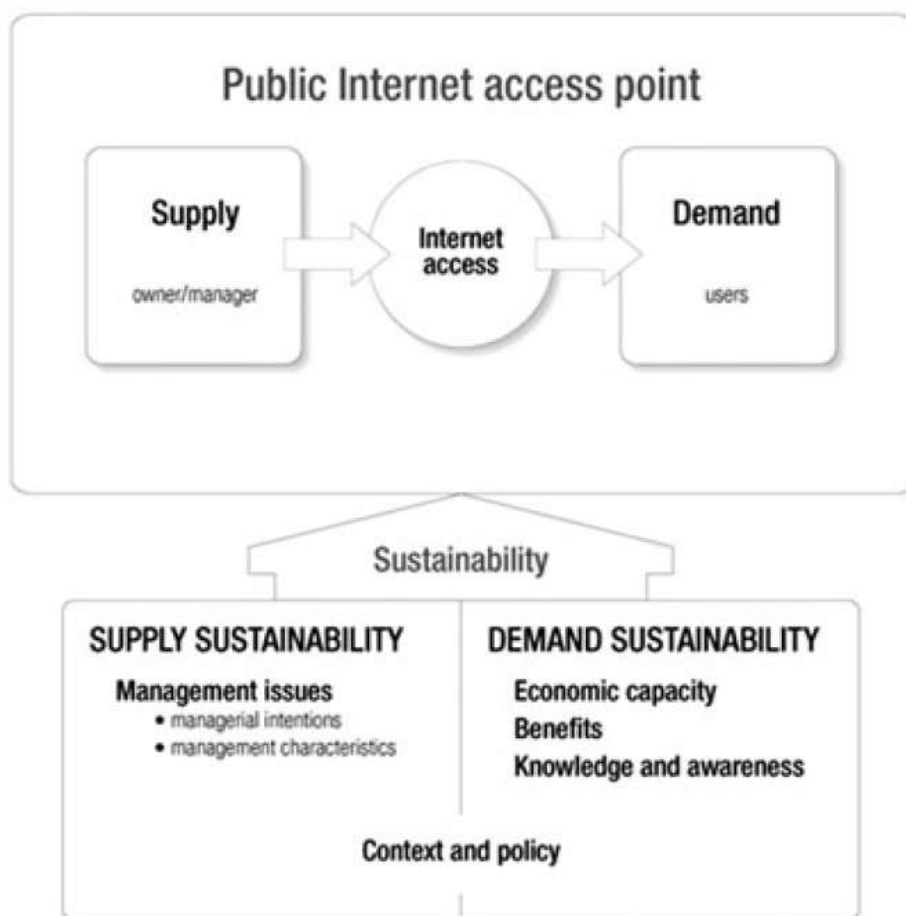 Public Internet access point
Supply
owner/manager
Internet
access
Demand
users
Sustainability
SUPPLY SUSTAINABILITY
Management issues
• managerial intentions
• management characteristics
DEMAND SUSTAINABILITY
Economic capacity
Benefits
Knowledge and awareness
Context and policy